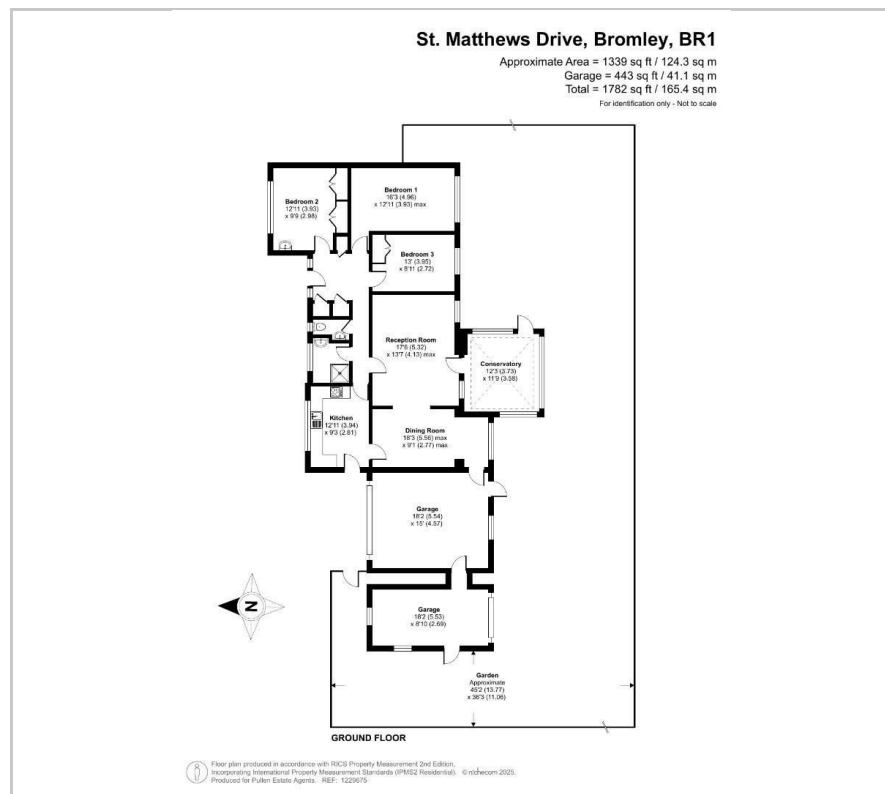 St. Matthews Drive, Bromley, BR1
Approximate Area = 1339 sq ft / 124.3 sq m
Garage = 443 sq ft / 41.1 sq m
Total = 1782 sq ft / 165.4 sq m
For identification only - Not to scale
Bedroom 2
12'11 (3.93)
x 9'9 (2.98)
Bedroom 1
16'3 (4.96)
x 12'11 (3.93) max
Bedroom 3
13' (3.95)
x 8'11 (2.72)
Reception Room
17'6 (5.32)
x 13'7 (4.13) max
Conservatory
12'3 (3.73)
x 11'9 (3.58)
Kitchen
12'11 (3.94)
x 9'3 (2.81)
Dining Room
18'3 (5.56) max
x 9'1 (2.77) max
Garage
18'2 (5.54)
x 15' (4.57)
N
Garage
18'2 (5.53)
x 8'10 (2.69)
Garden
Approximate
45'2 (13.77)
x 36'3 (11.06)
GROUND FLOOR
Floor plan produced in accordance with RICS Property Measurement 2nd Edition,
Incorporating International Property Measurement Standards (IPMS2 Residential). © nichecom 2025.
Produced for Pullen Estate Agents. REF: 1229675